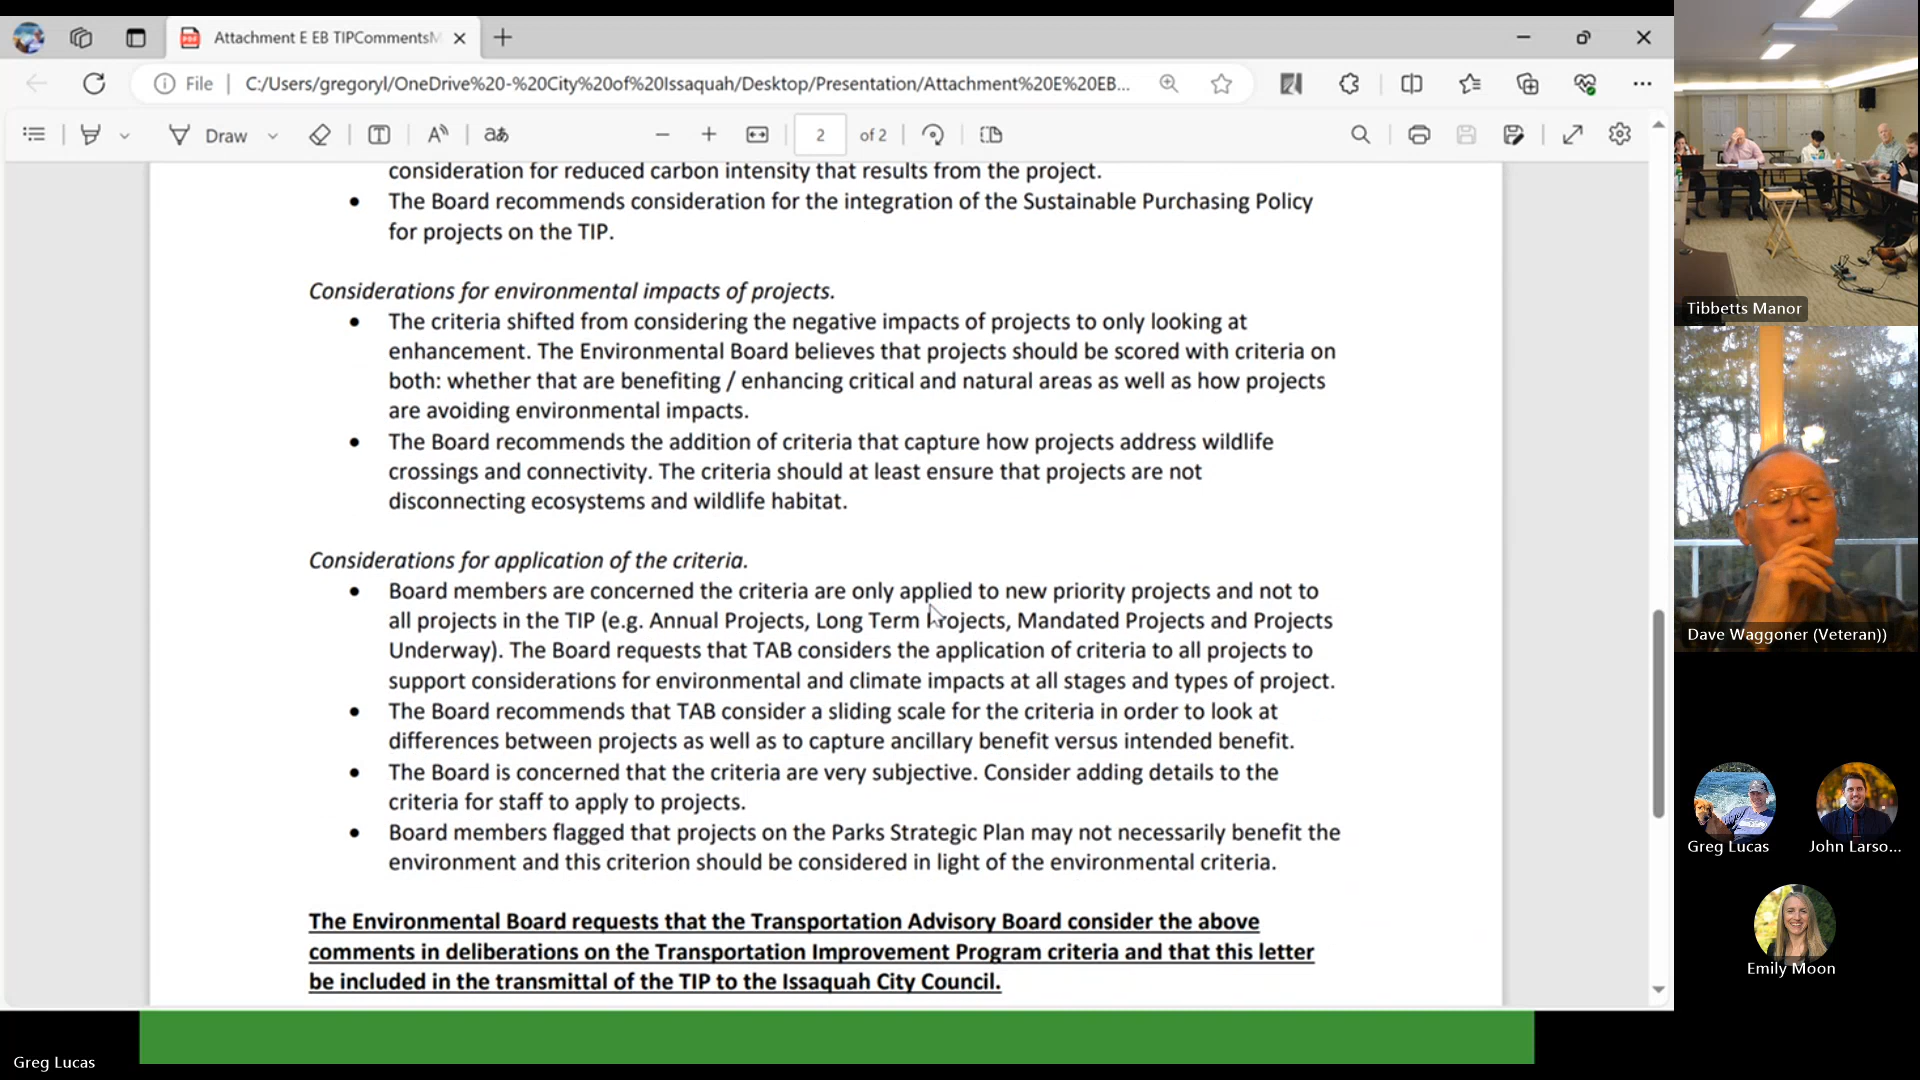 Attachment E EB TIPCommentsM
File
C:/Users/gregoryl/OneDrive%20-%20City%20of%20Issaquah/Desktop/Presentation/Attachment%20E%20EB...
Draw
2 of 2
consideration for reduced carbon intensity that results from the project.
• The Board recommends consideration for the integration of the Sustainable Purchasing Policy
for projects on the TIP.
Considerations for environmental impacts of projects.
• The criteria shifted from considering the negative impacts of projects to only looking at
enhancement. The Environmental Board believes that projects should be scored with criteria on
both: whether that are benefiting / enhancing critical and natural areas as well as how projects
are avoiding environmental impacts.
• The Board recommends the addition of criteria that capture how projects address wildlife
crossings and connectivity. The criteria should at least ensure that projects are not
disconnecting ecosystems and wildlife habitat.
Considerations for application of the criteria.
• Board members are concerned the criteria are only applied to new priority projects and not to
all projects in the TIP (e.g. Annual Projects, Long Term Projects, Mandated Projects and Projects
Underway). The Board requests that TAB considers the application of criteria to all projects to
support considerations for environmental and climate impacts at all stages and types of project.
• The Board recommends that TAB consider a sliding scale for the criteria in order to look at
differences between projects as well as to capture ancillary benefit versus intended benefit.
• The Board is concerned that the criteria are very subjective. Consider adding details to the
criteria for staff to apply to projects.
• Board members flagged that projects on the Parks Strategic Plan may not necessarily benefit the
environment and this criterion should be considered in light of the environmental criteria.
The Environmental Board requests that the Transportation Advisory Board consider the above
comments in deliberations on the Transportation Improvement Program criteria and that this letter
be included in the transmittal of the TIP to the Issaquah City Council.
Tibbetts Manor
Dave Waggoner (Veteran))
Greg Lucas
John Larso...
Emily Moon
Greg Lucas